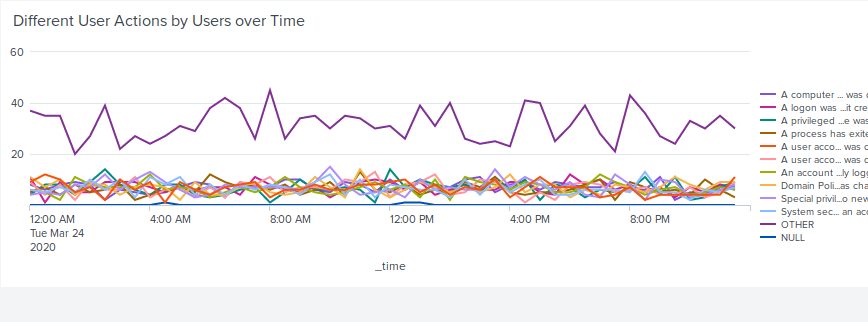 Different User Actions by Users over Time
60
40
20
12:00 AM
4:00 AM
8:00 AM
12:00 PM
4:00 PM
8:00 PM
Tue Mar 24
2020
_time
A computer ... was c
A logon was ...it cre
A privileged ...e was
A process has exite
A user acco... was c
A user acco... was c
An account ...ly logg
Domain Poli...as cha
Special privil...o new
System sec... an acc
OTHER
NULL